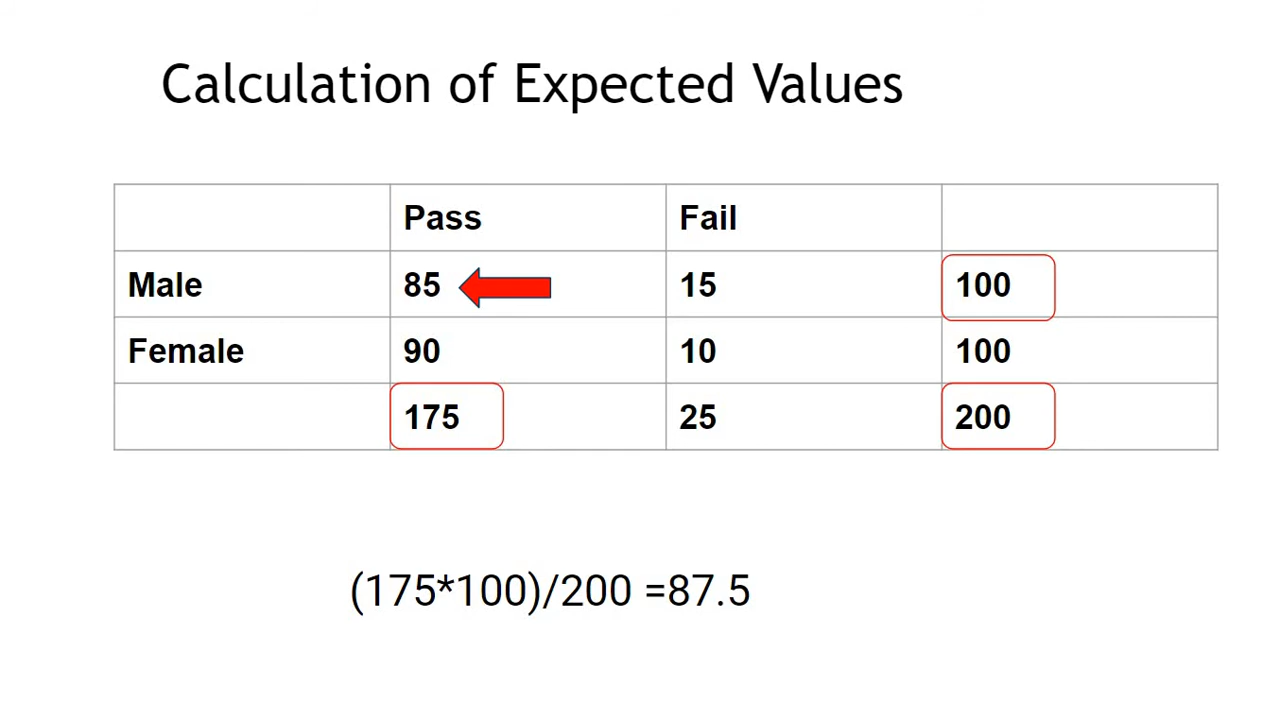 Calculation of Expected Values
Pass Fail
Male 85 15 100
Female 90 10 100
175 25 200
(175*100)/200 =87.5